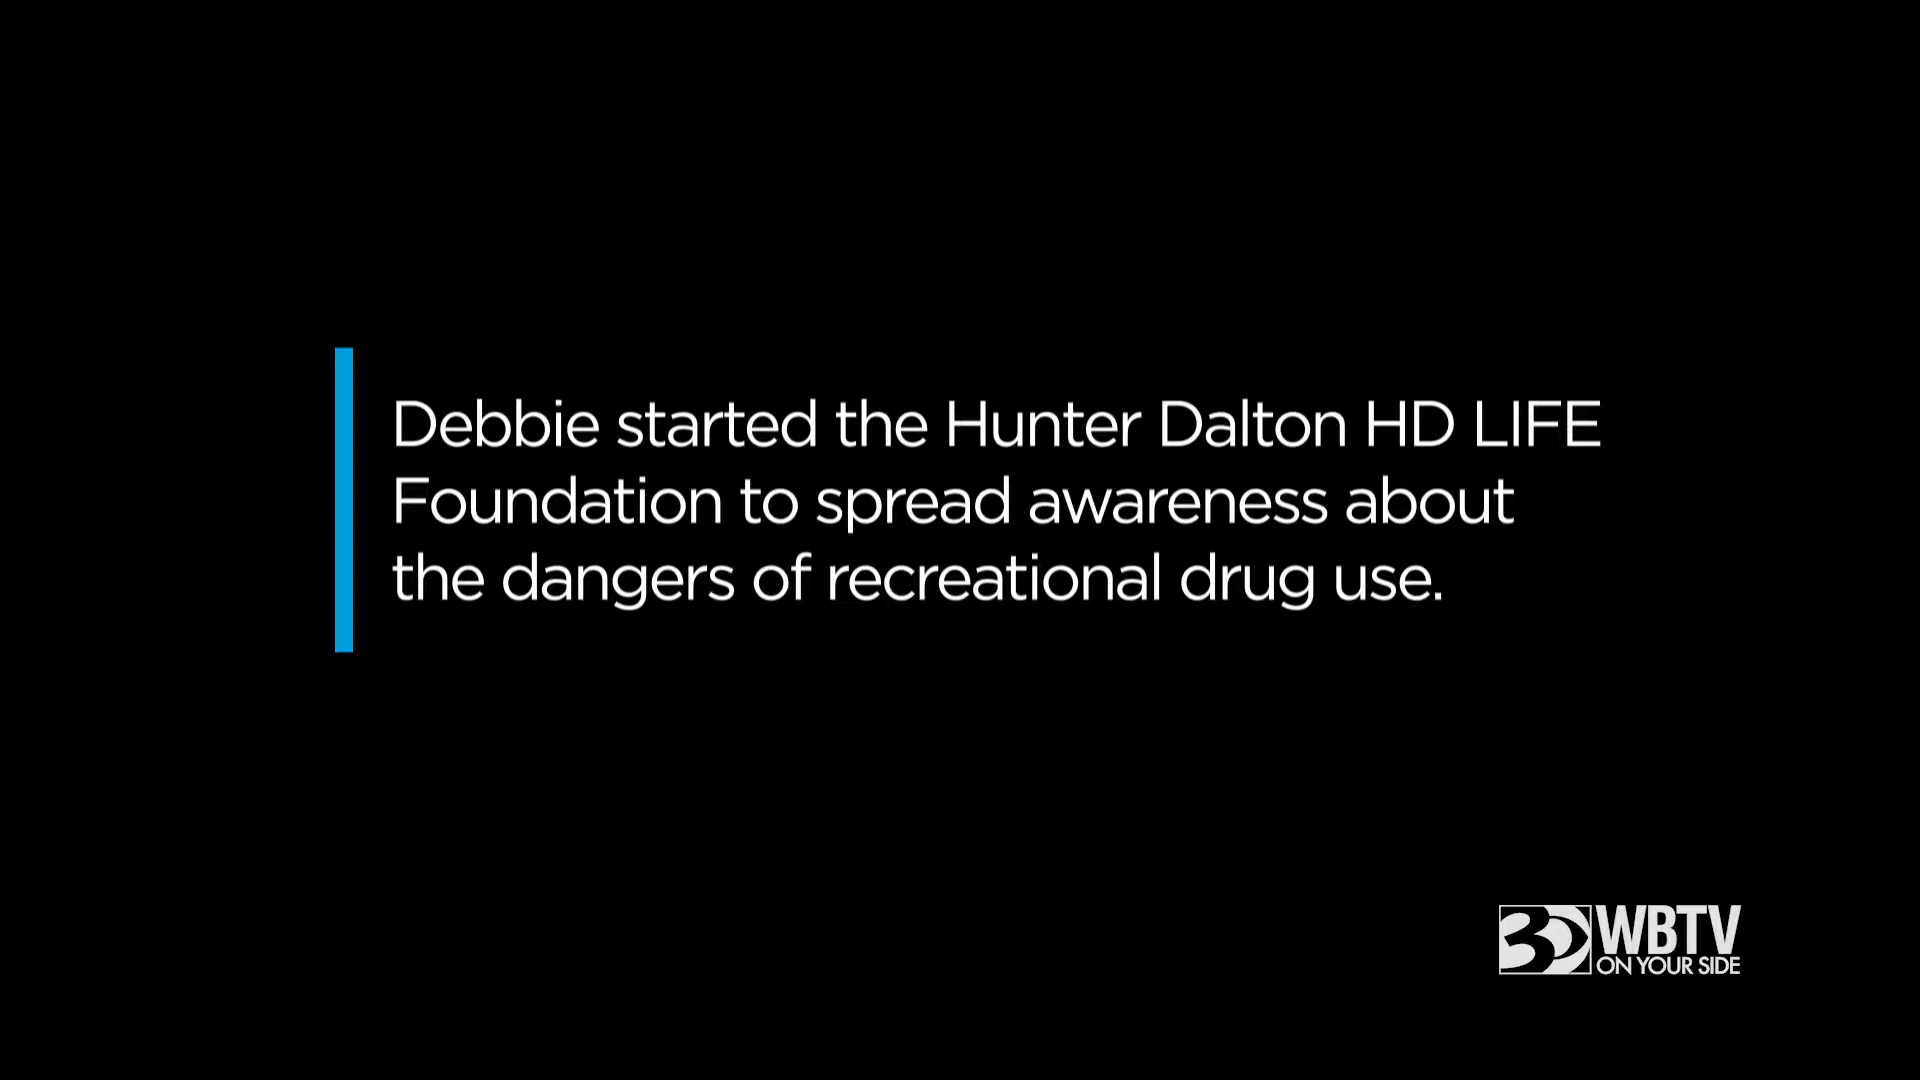 Debbie started the Hunter Dalton HD LIFE
Foundation to spread awareness about
the dangers of recreational drug use.
3 WBTV
ON YOUR SIDE